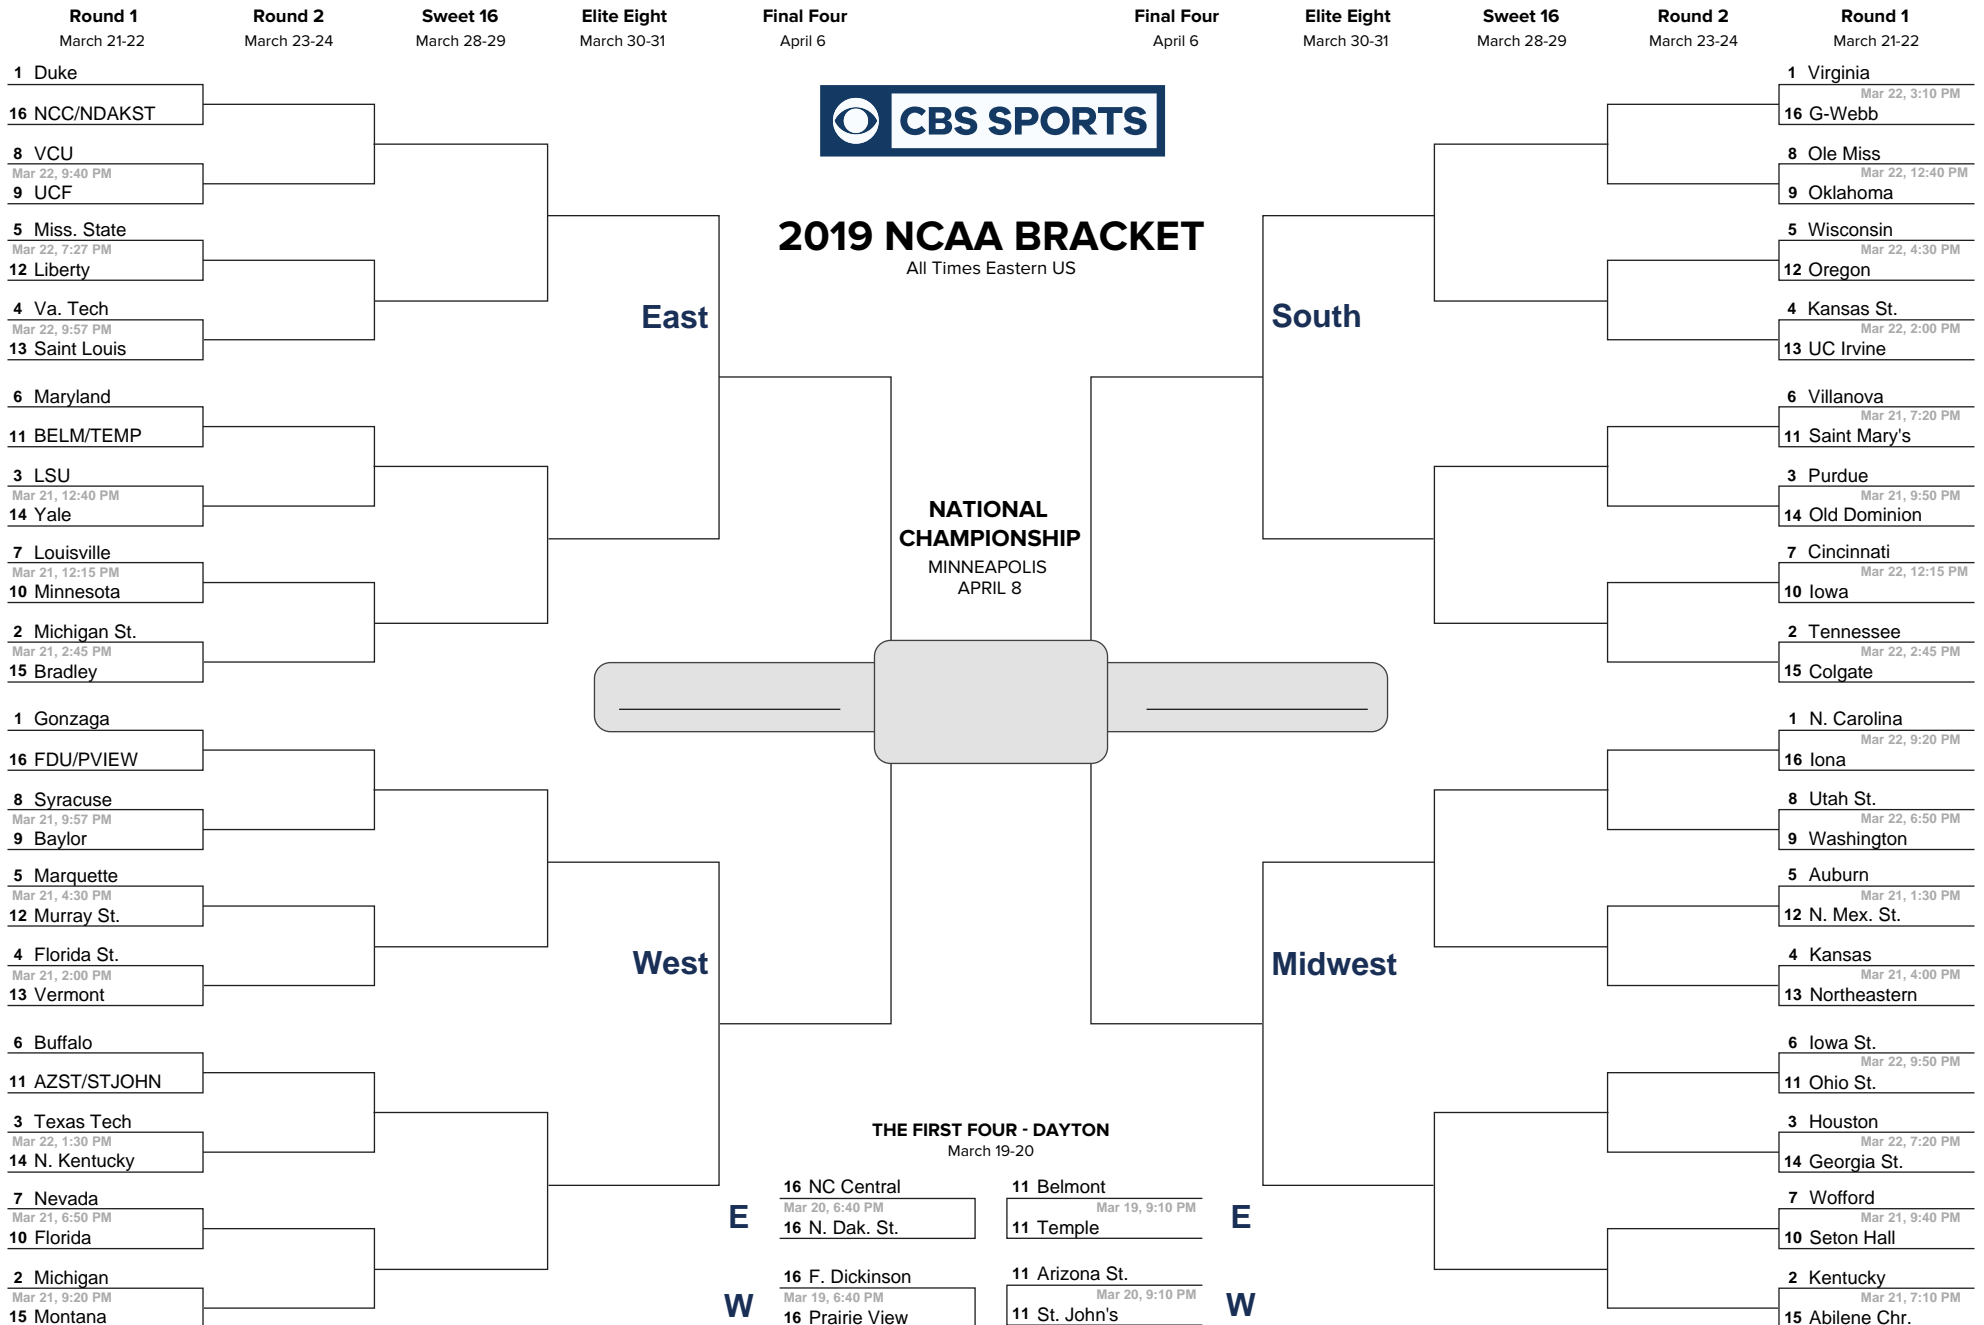 Round 1
March 21-22
Round 2
March 23-24
Sweet 16
March 28-29
Elite Eight
March 30-31
Final Four
April 6
Final Four
April 6
Elite Eight
March 30-31
Sweet 16
March 28-29
Round 2
March 23-24
Round 1
March 21-22
CBS SPORTS
2019 NCAA BRACKET
All Times Eastern US
East
1 Duke
16 NCC/NDAKST
8 VCU
Mar 22, 9:40 PM
9 UCF
5 Miss. State
Mar 22, 7:27 PM
12 Liberty
4 Va. Tech
Mar 22, 9:57 PM
13 Saint Louis
6 Maryland
11 BELM/TEMP
3 LSU
Mar 21, 12:40 PM
14 Yale
7 Louisville
Mar 21, 12:15 PM
10 Minnesota
2 Michigan St.
Mar 21, 2:45 PM
15 Bradley
West
1 Gonzaga
16 FDU/PVIEW
8 Syracuse
Mar 21, 9:57 PM
9 Baylor
5 Marquette
Mar 21, 4:30 PM
12 Murray St.
4 Florida St.
Mar 21, 2:00 PM
13 Vermont
6 Buffalo
11 AZST/STJOHN
3 Texas Tech
Mar 22, 1:30 PM
14 N. Kentucky
7 Nevada
Mar 21, 6:50 PM
10 Florida
2 Michigan
Mar 21, 9:20 PM
15 Montana
NATIONAL
CHAMPIONSHIP
MINNEAPOLIS
APRIL 8
South
1 Virginia
Mar 22, 3:10 PM
16 G-Webb
8 Ole Miss
Mar 22, 12:40 PM
9 Oklahoma
5 Wisconsin
Mar 22, 4:30 PM
12 Oregon
4 Kansas St.
Mar 22, 2:00 PM
13 UC Irvine
6 Villanova
Mar 21, 7:20 PM
11 Saint Mary's
3 Purdue
Mar 21, 9:50 PM
14 Old Dominion
7 Cincinnati
Mar 22, 12:15 PM
10 Iowa
2 Tennessee
Mar 22, 2:45 PM
15 Colgate
Midwest
1 N. Carolina
Mar 22, 9:20 PM
16 Iona
8 Utah St.
Mar 22, 6:50 PM
9 Washington
5 Auburn
Mar 21, 1:30 PM
12 N. Mex. St.
4 Kansas
Mar 21, 4:00 PM
13 Northeastern
6 Iowa St.
Mar 22, 9:50 PM
11 Ohio St.
3 Houston
Mar 22, 7:20 PM
14 Georgia St.
7 Wofford
Mar 21, 9:40 PM
10 Seton Hall
2 Kentucky
Mar 21, 7:10 PM
15 Abilene Chr.
THE FIRST FOUR - DAYTON
March 19-20
E
16 NC Central
Mar 20, 6:40 PM
16 N. Dak. St.
11 Belmont
Mar 19, 9:10 PM
11 Temple
E
W
16 F. Dickinson
Mar 19, 6:40 PM
16 Prairie View
11 Arizona St.
Mar 20, 9:10 PM
11 St. John's
W